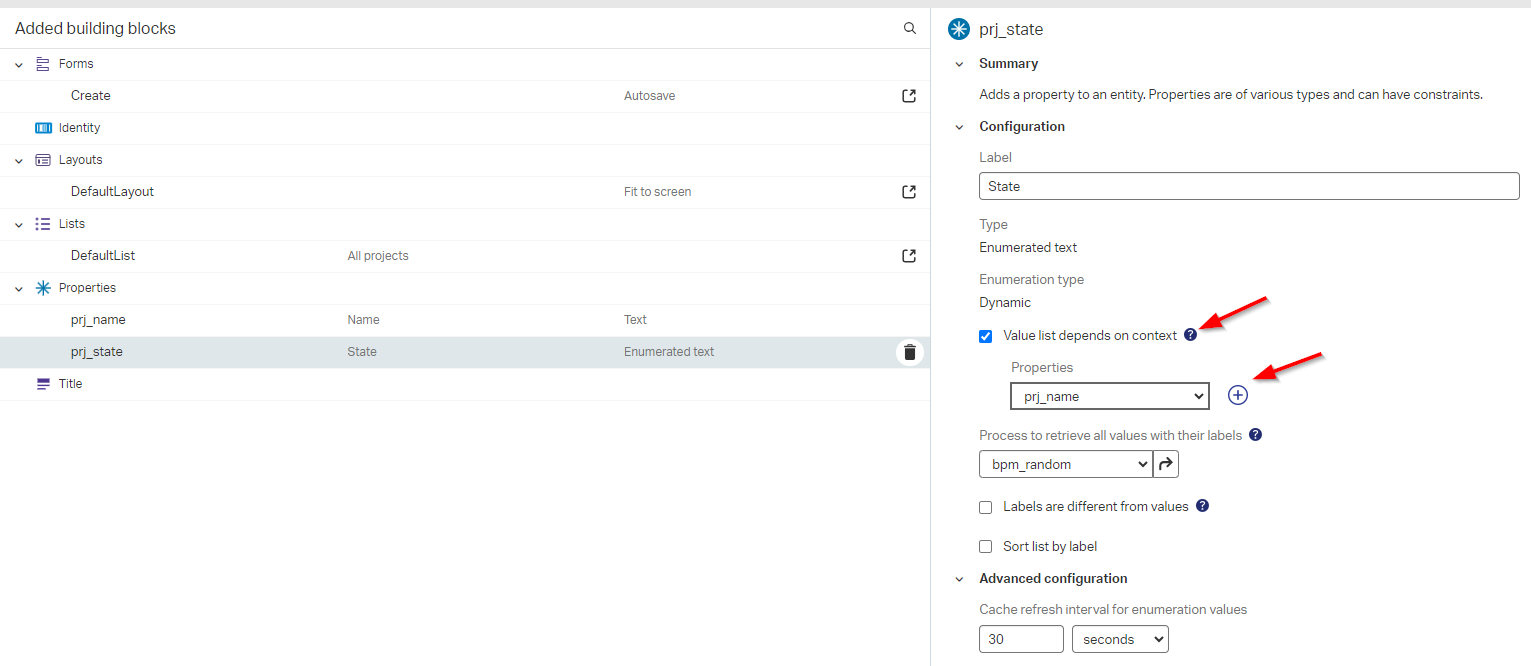 Added building blocks
Forms
Create Autosave
Identity
Layouts
DefaultLayout Fit to screen
Lists
DefaultList All projects
Properties
prj_name Name Text
prj_state State Enumerated text
Title
prj_state
Summary
Adds a property to an entity. Properties are of various types and can have constraints.
Configuration
Label
State
Type
Enumerated text
Enumeration type
Dynamic
Value list depends on context ?
Properties
prj_name
Process to retrieve all values with their labels ?
bpm_random
Labels are different from values ?
Sort list by label
Advanced configuration
Cache refresh interval for enumeration values
30 seconds